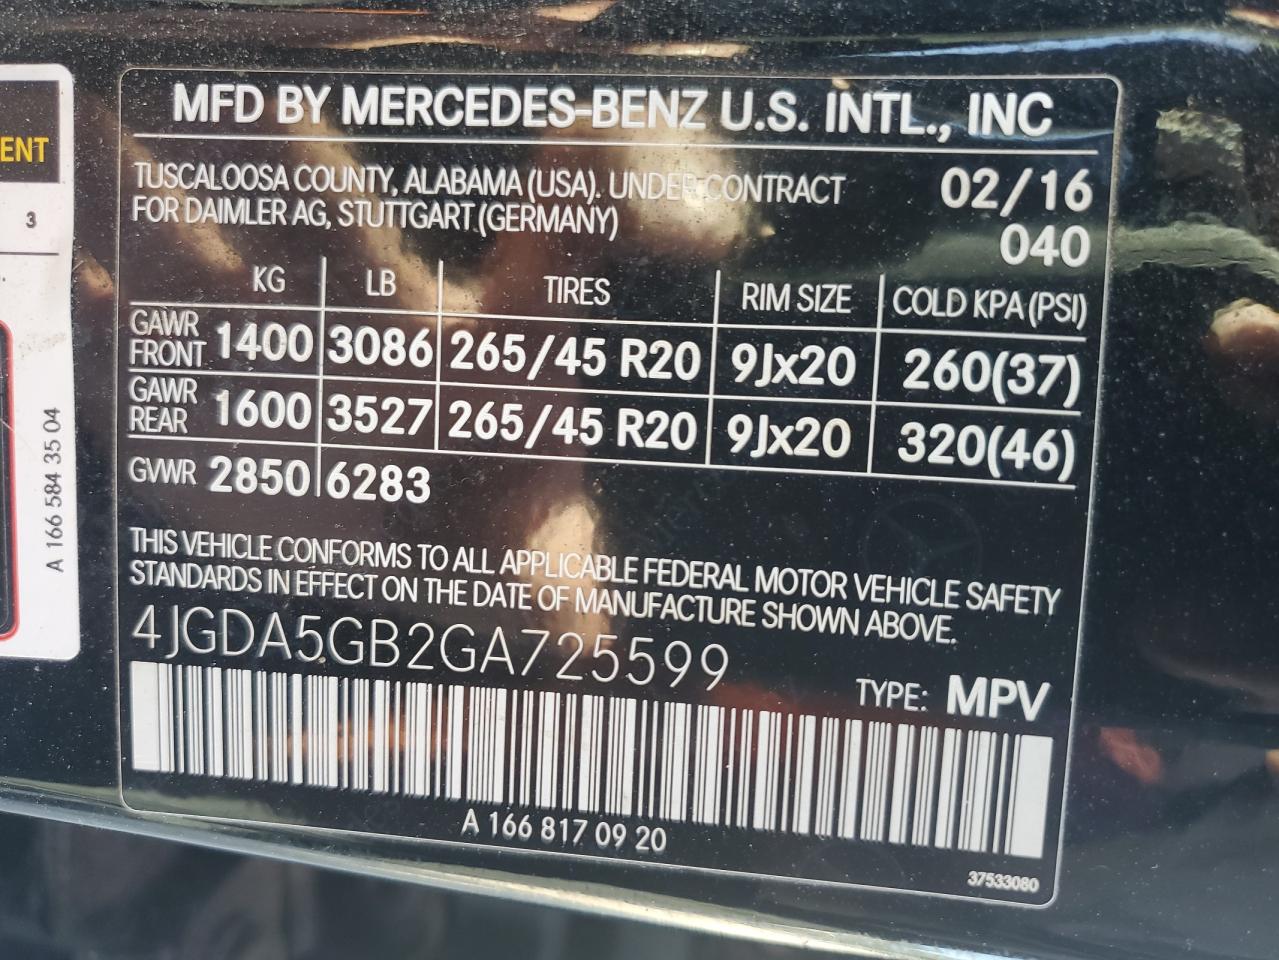 MFD BY MERCEDES-BENZ U.S. INTL., INC
TUSCALOOSA COUNTY, ALABAMA (USA). UNDER CONTRACT
FOR DAIMLER AG, STUTTGART (GERMANY)
02/16
040
KG LB TIRES RIM SIZE COLD KPA (PSI)
GAWR FRONT 1400 3086 265/45 R20 9Jx20 260(37)
GAWR REAR 1600 3527 265/45 R20 9Jx20 320(46)
GVWR 2850 6283
THIS VEHICLE CONFORMS TO ALL APPLICABLE FEDERAL MOTOR VEHICLE SAFETY
STANDARDS IN EFFECT ON THE DATE OF MANUFACTURE SHOWN ABOVE.
4JGDA5GB2GA725599
TYPE: MPV
A 166 817 09 20
37533080
ENT
3
A 166 584 35 04